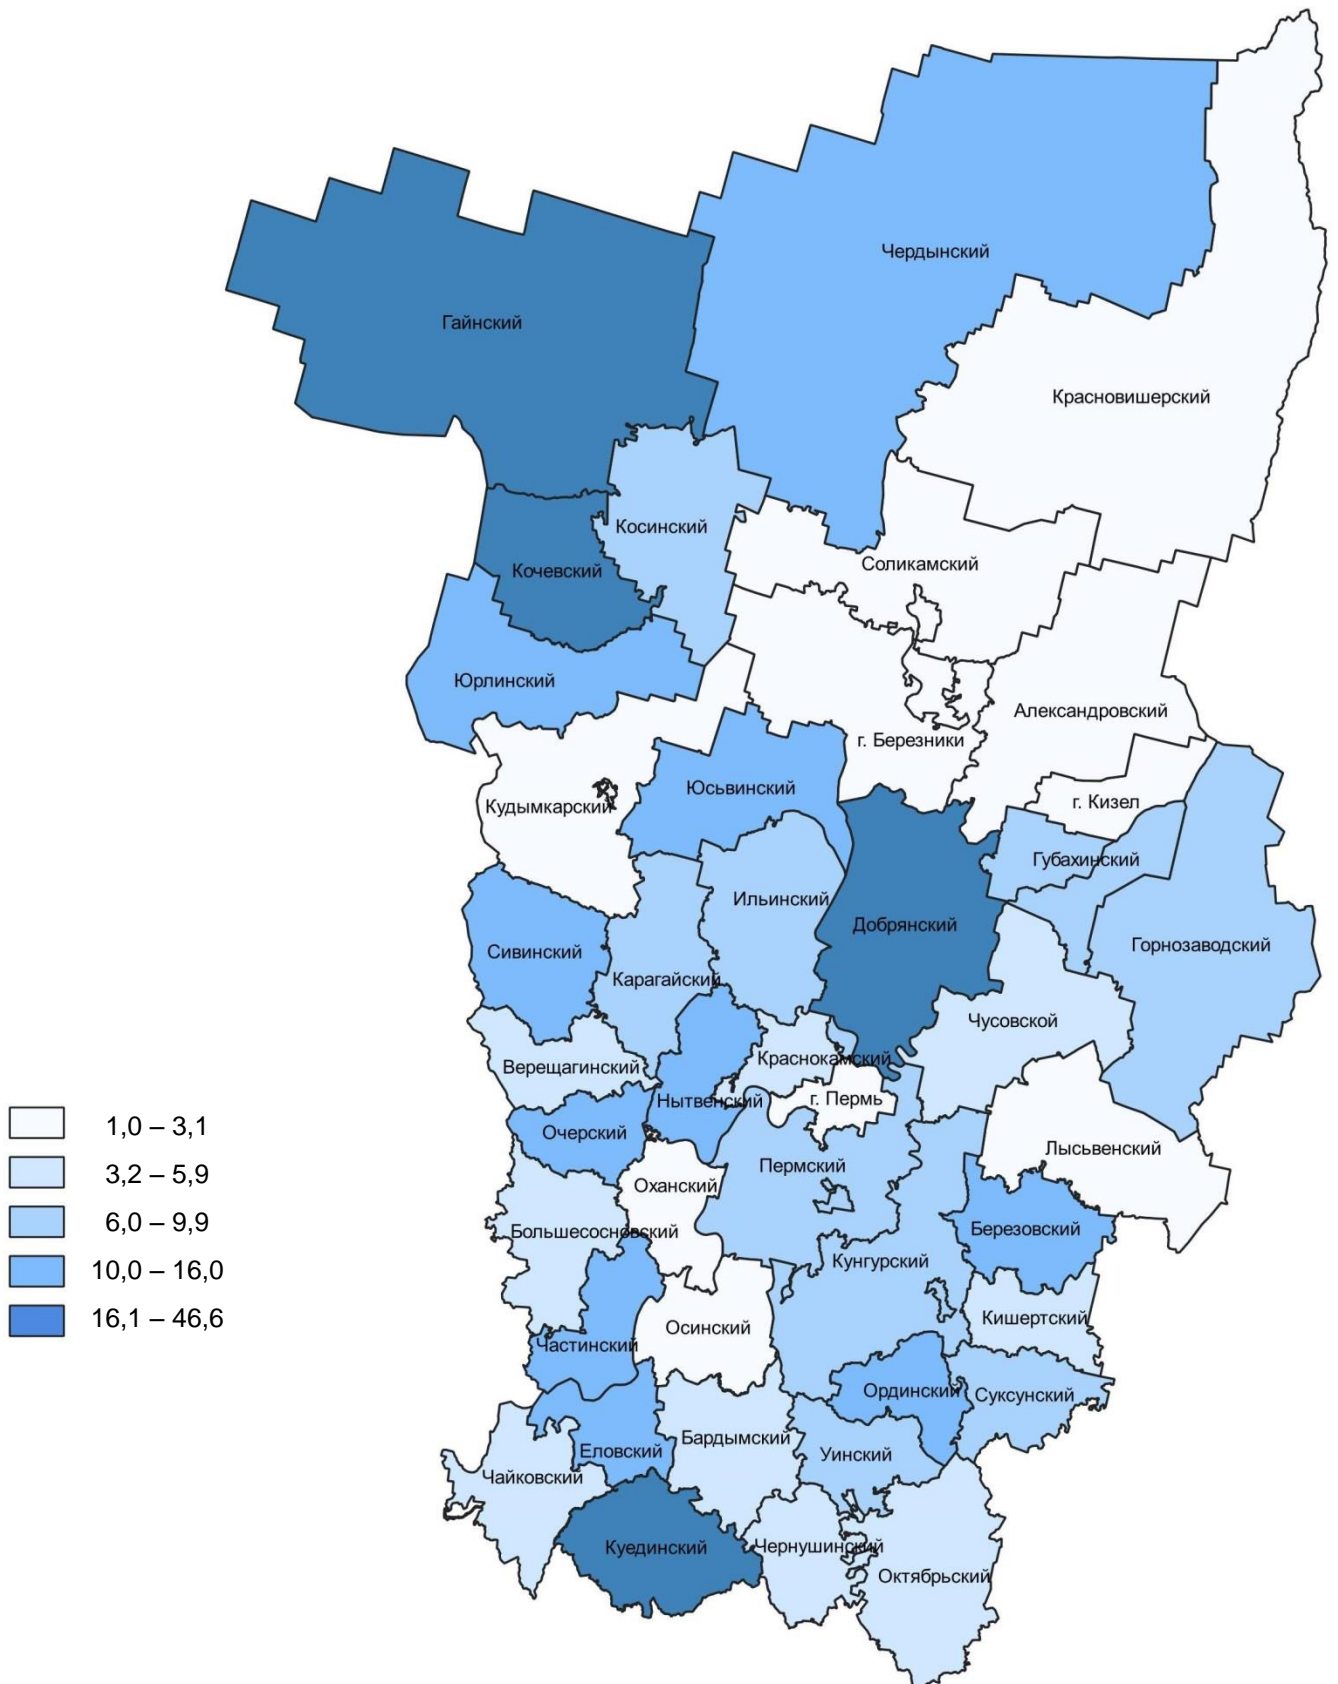 Чердынский
Гайнский
Красновишерский
Косинский
Соликамский
Кочевский
Юрлинский
Александровский
г. Березники
Юсьвинский
г. Кизел
Кудымкарский
Губахинский
Ильинский
Добрянский
Горнозаводский
Сивинский
Карагайский
Чусовской
Краснокамский
Верещагинский
г. Пермь
Нытвенский
Очерский
Лысьвенский
Пермский
Оханский
Березовский
Большесосновский
Кунгурский
Кишертский
Осинский
Частинский
Ординский
Суксунский
Бардымский
Еловский
Уинский
Чайковский
Чернушинский
Куединский
Октябрьский
1,0 – 3,1
3,2 – 5,9
6,0 – 9,9
10,0 – 16,0
16,1 – 46,6